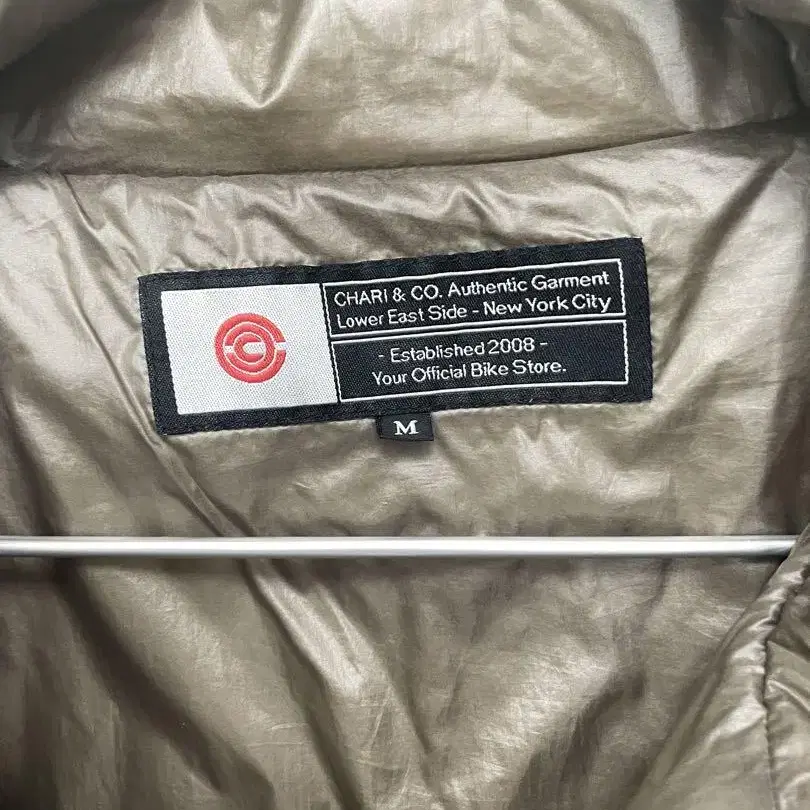 C
CHARI & CO. Authentic Garment
Lower East Side - New York City
- Established 2008 -
Your Official Bike Store.
M